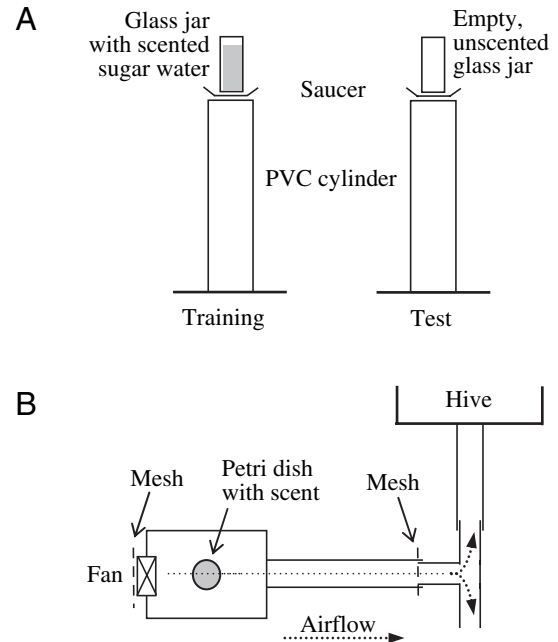 A
Glass jar
with scented
sugar water
Empty,
unscented
glass jar
Saucer
PVC cylinder
Training
Test
B
Hive
Mesh
Petri dish
with scent
Mesh
Fan
Airflow